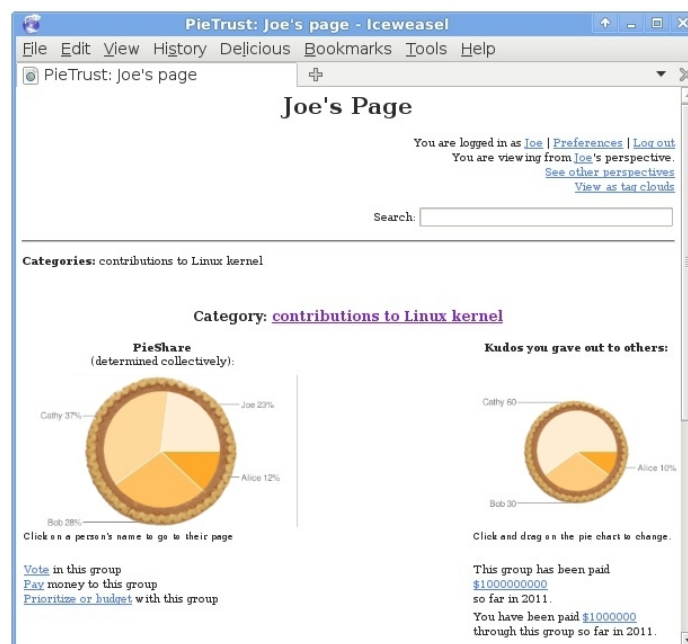 PieTrust: Joe's page - Iceweasel
File Edit View History Delicious Bookmarks Tools Help
PieTrust: Joe's page
Joe's Page
You are logged in as Joe | Preferences | Log out
You are viewing from Joe's perspective.
See other perspectives
View as tag clouds
Search:
Categories: contributions to Linux kernel
Category: contributions to Linux kernel
PieShare
(determined collectively):
Cathy 37%
Joe 23%
Alice 12%
Bob 28%
Click on a person's name to go to their page
Vote in this group
Pay money to this group
Prioritize or budget with this group
Kudos you gave out to others:
Cathy 60
Alice 10%
Bob 30
Click and drag on the pie chart to change.
This group has been paid
$1000000000
so far in 2011.
You have been paid $1000000
through this group so far in 2011.